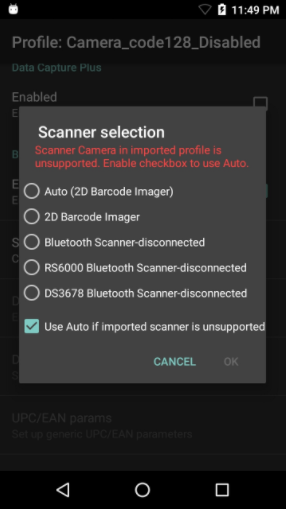 11:49 PM
Profile: Camera_code128_Disabled
Data Capture Plus
Enabled
Scanner selection
Scanner Camera in imported profile is
unsupported. Enable checkbox to use Auto.
Auto (2D Barcode Imager)
2D Barcode Imager
Bluetooth Scanner-disconnected
RS6000 Bluetooth Scanner-disconnected
DS3678 Bluetooth Scanner-disconnected
Use Auto if imported scanner is unsupported
CANCEL OK
UPC/EAN params
Set up generic UPC/EAN parameters